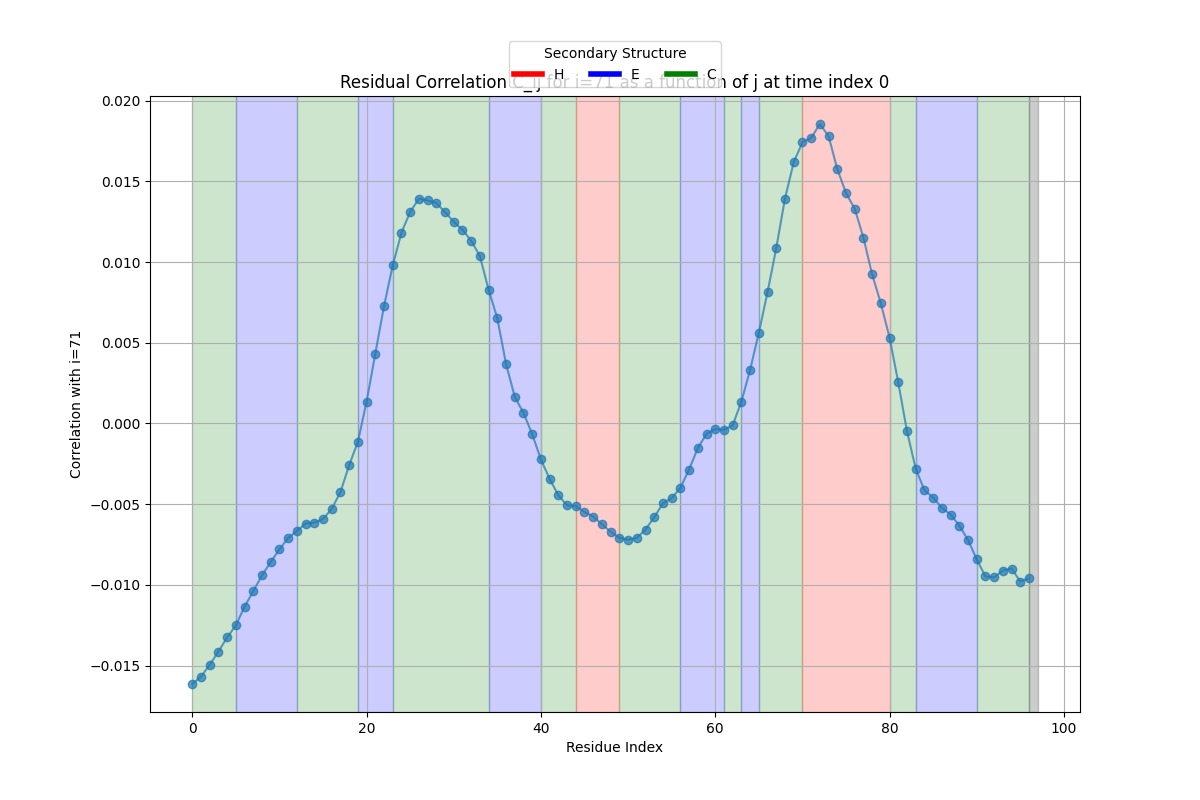 Secondary Structure
H E C
Residual Correlation C_ij for i=71 as a function of j at time index 0
0.020
0.015
0.010
0.005
0.000
−0.005
−0.010
−0.015
Correlation with i=71
0 20 40 60 80 100
Residue Index